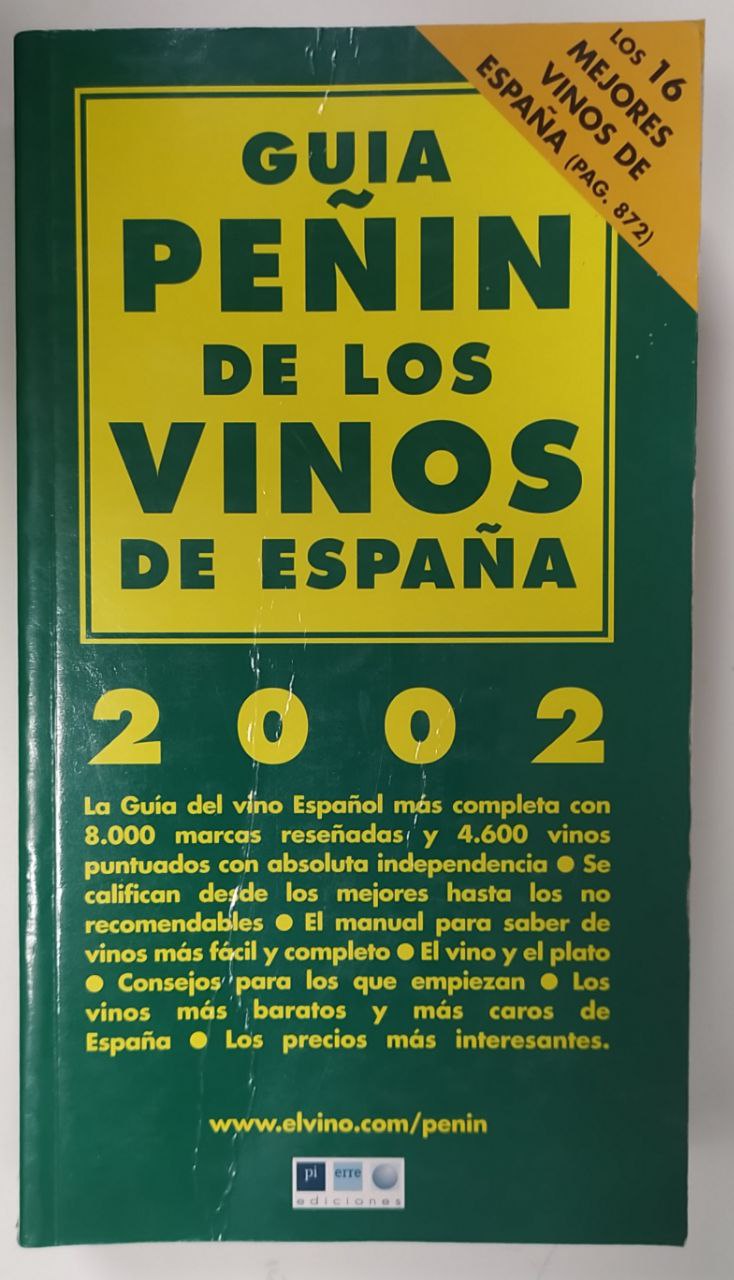 LOS 16
MEJORES
VINOS DE
ESPAÑA (PAG. 872)
GUIA
PEÑIN
DE LOS
VINOS
DE ESPAÑA
2002
La Guía del vino Español más completa con
8.000 marcas reseñadas y 4.600 vinos
puntuados con absoluta independencia ● Se
califican desde los mejores hasta los no
recomendables ● El manual para saber de
vinos más fácil y completo ● El vino y el plato
● Consejos para los que empiezan ● Los
vinos más baratos y más caros de
España ● Los precios más interesantes.
www.elvino.com/penin
pi erre
ediciones